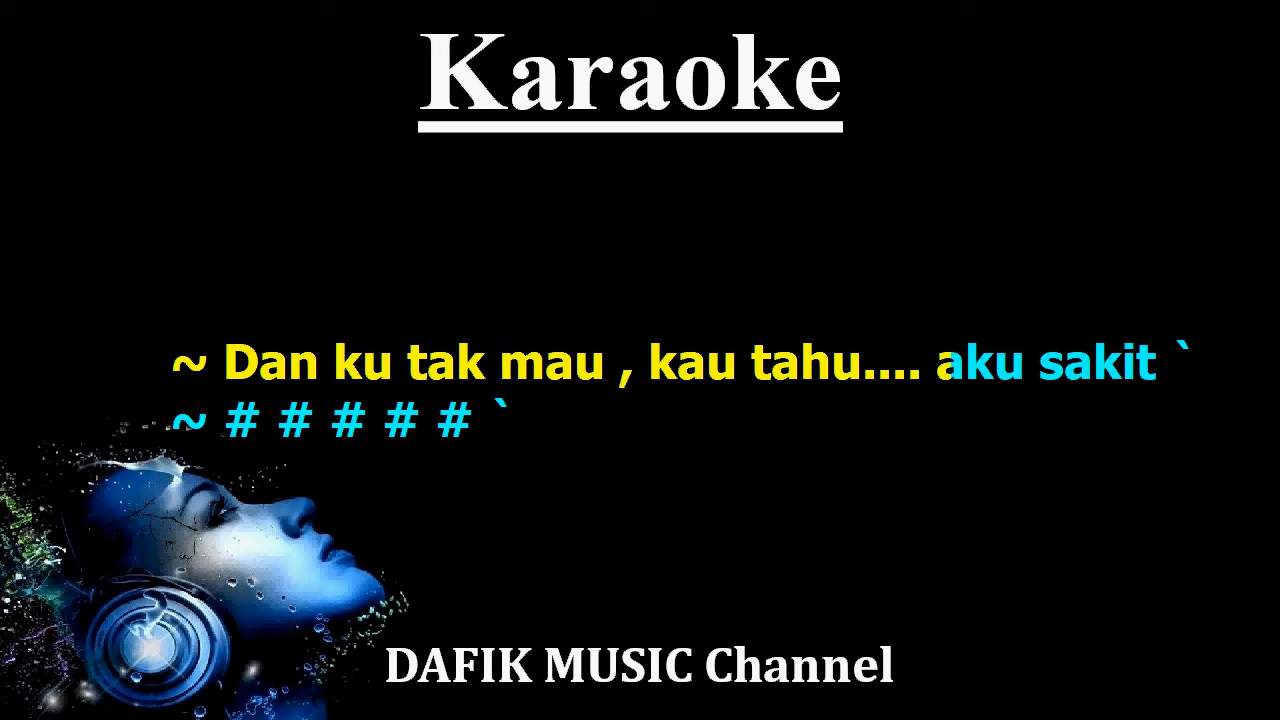 Karaoke
~ Dan ku tak mau , kau tahu.... aku sakit `
~ # # # # # `
DAFIK MUSIC Channel